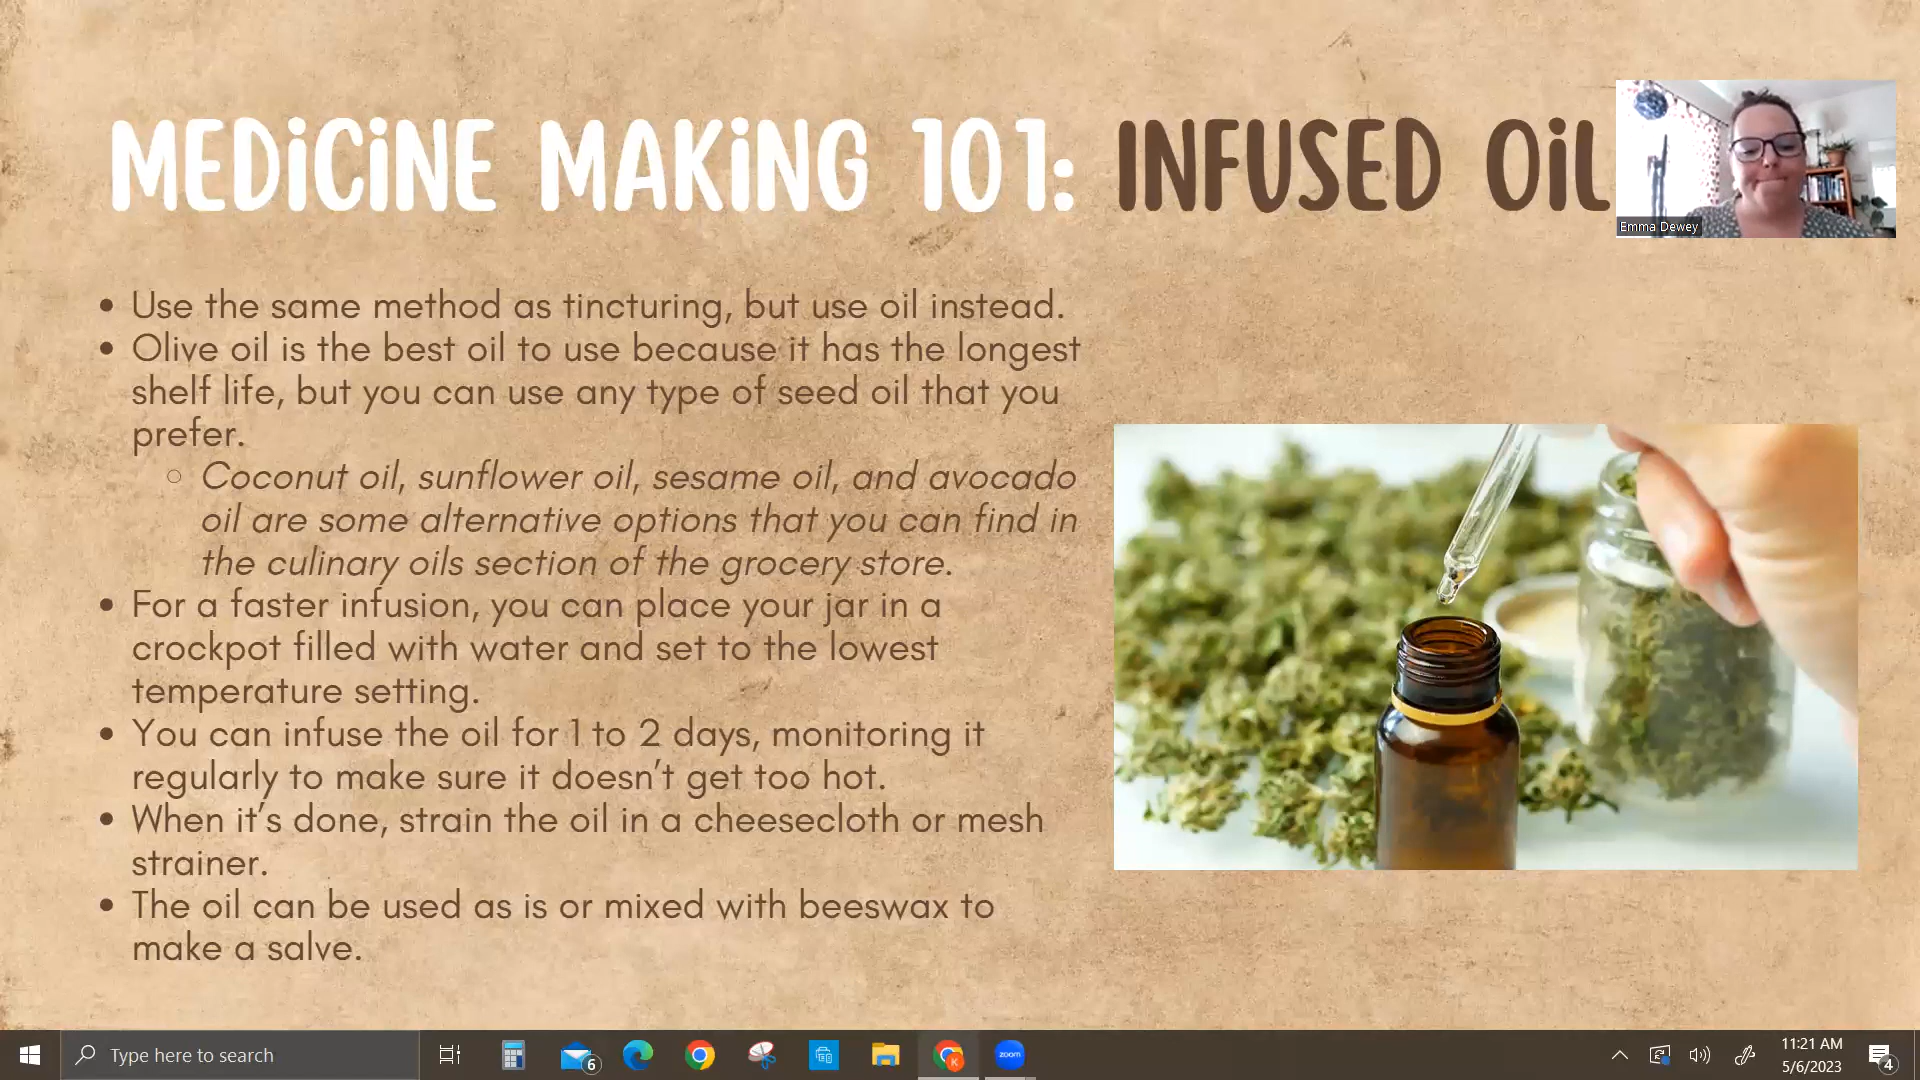 MEDiCiNE MAKiNG 101: INFUSED OiL
Emma Dewey
• Use the same method as tincturing, but use oil instead.
• Olive oil is the best oil to use because it has the longest
shelf life, but you can use any type of seed oil that you
prefer.
○ Coconut oil, sunflower oil, sesame oil, and avocado
oil are some alternative options that you can find in
the culinary oils section of the grocery store.
• For a faster infusion, you can place your jar in a
crockpot filled with water and set to the lowest
temperature setting.
• You can infuse the oil for 1 to 2 days, monitoring it
regularly to make sure it doesn't get too hot.
• When it's done, strain the oil in a cheesecloth or mesh
strainer.
• The oil can be used as is or mixed with beeswax to
make a salve.
Type here to search
6
K
zoom
11:21 AM
5/6/2023
4